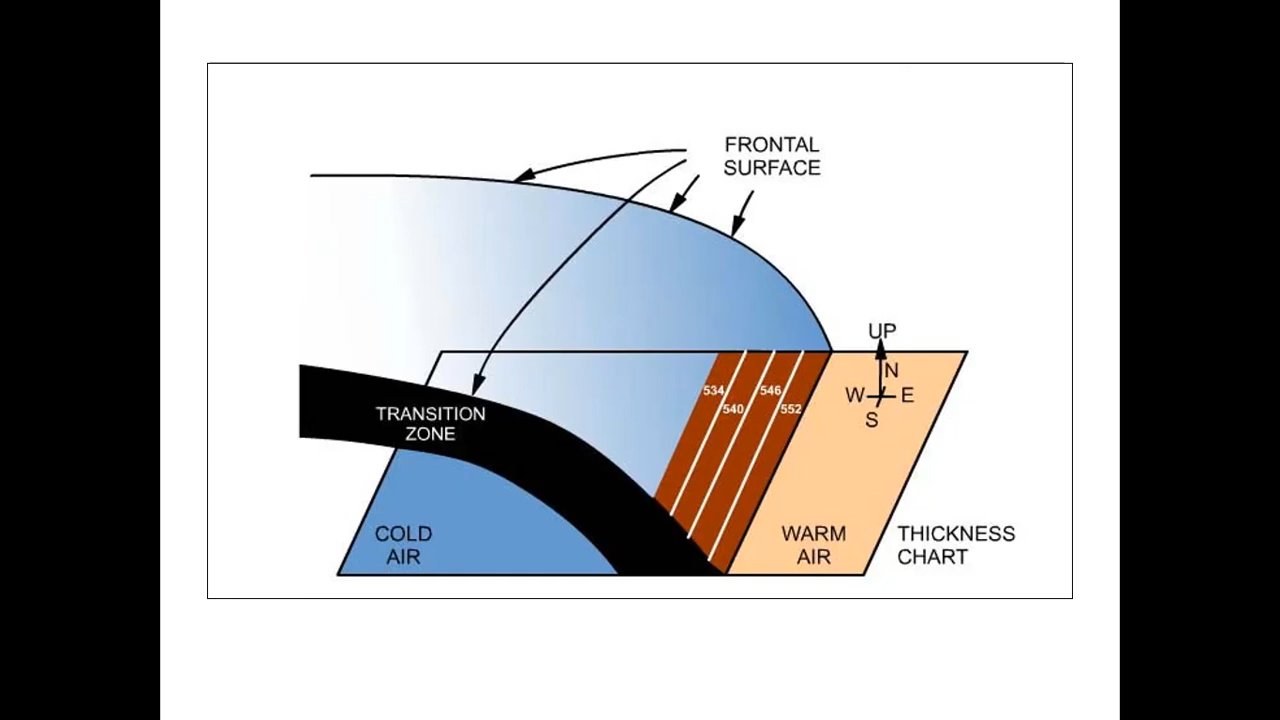 FRONTAL
SURFACE
UP
N
W E
S
534 546
540 552
TRANSITION
ZONE
COLD
AIR
WARM
AIR
THICKNESS
CHART